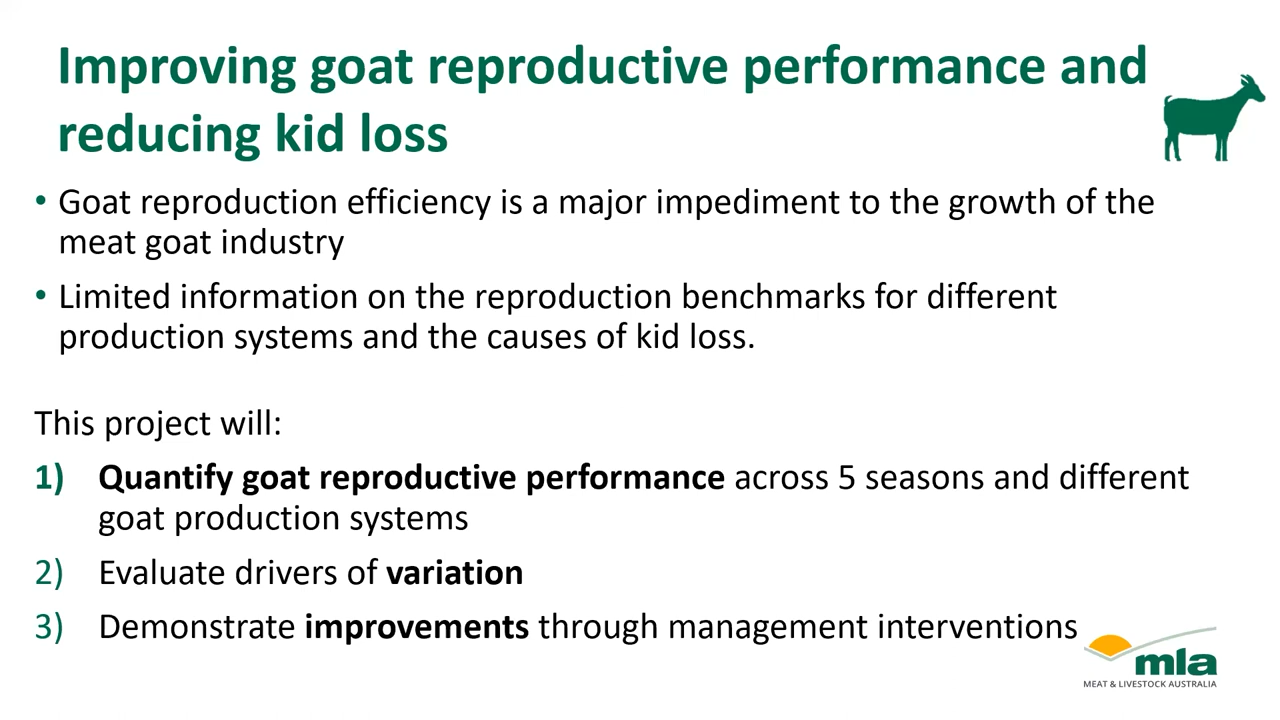 Improving goat reproductive performance and
reducing kid loss
• Goat reproduction efficiency is a major impediment to the growth of the
meat goat industry
• Limited information on the reproduction benchmarks for different
production systems and the causes of kid loss.
This project will:
1) Quantify goat reproductive performance across 5 seasons and different
goat production systems
2) Evaluate drivers of variation
3) Demonstrate improvements through management interventions
mla
MEAT & LIVESTOCK AUSTRALIA